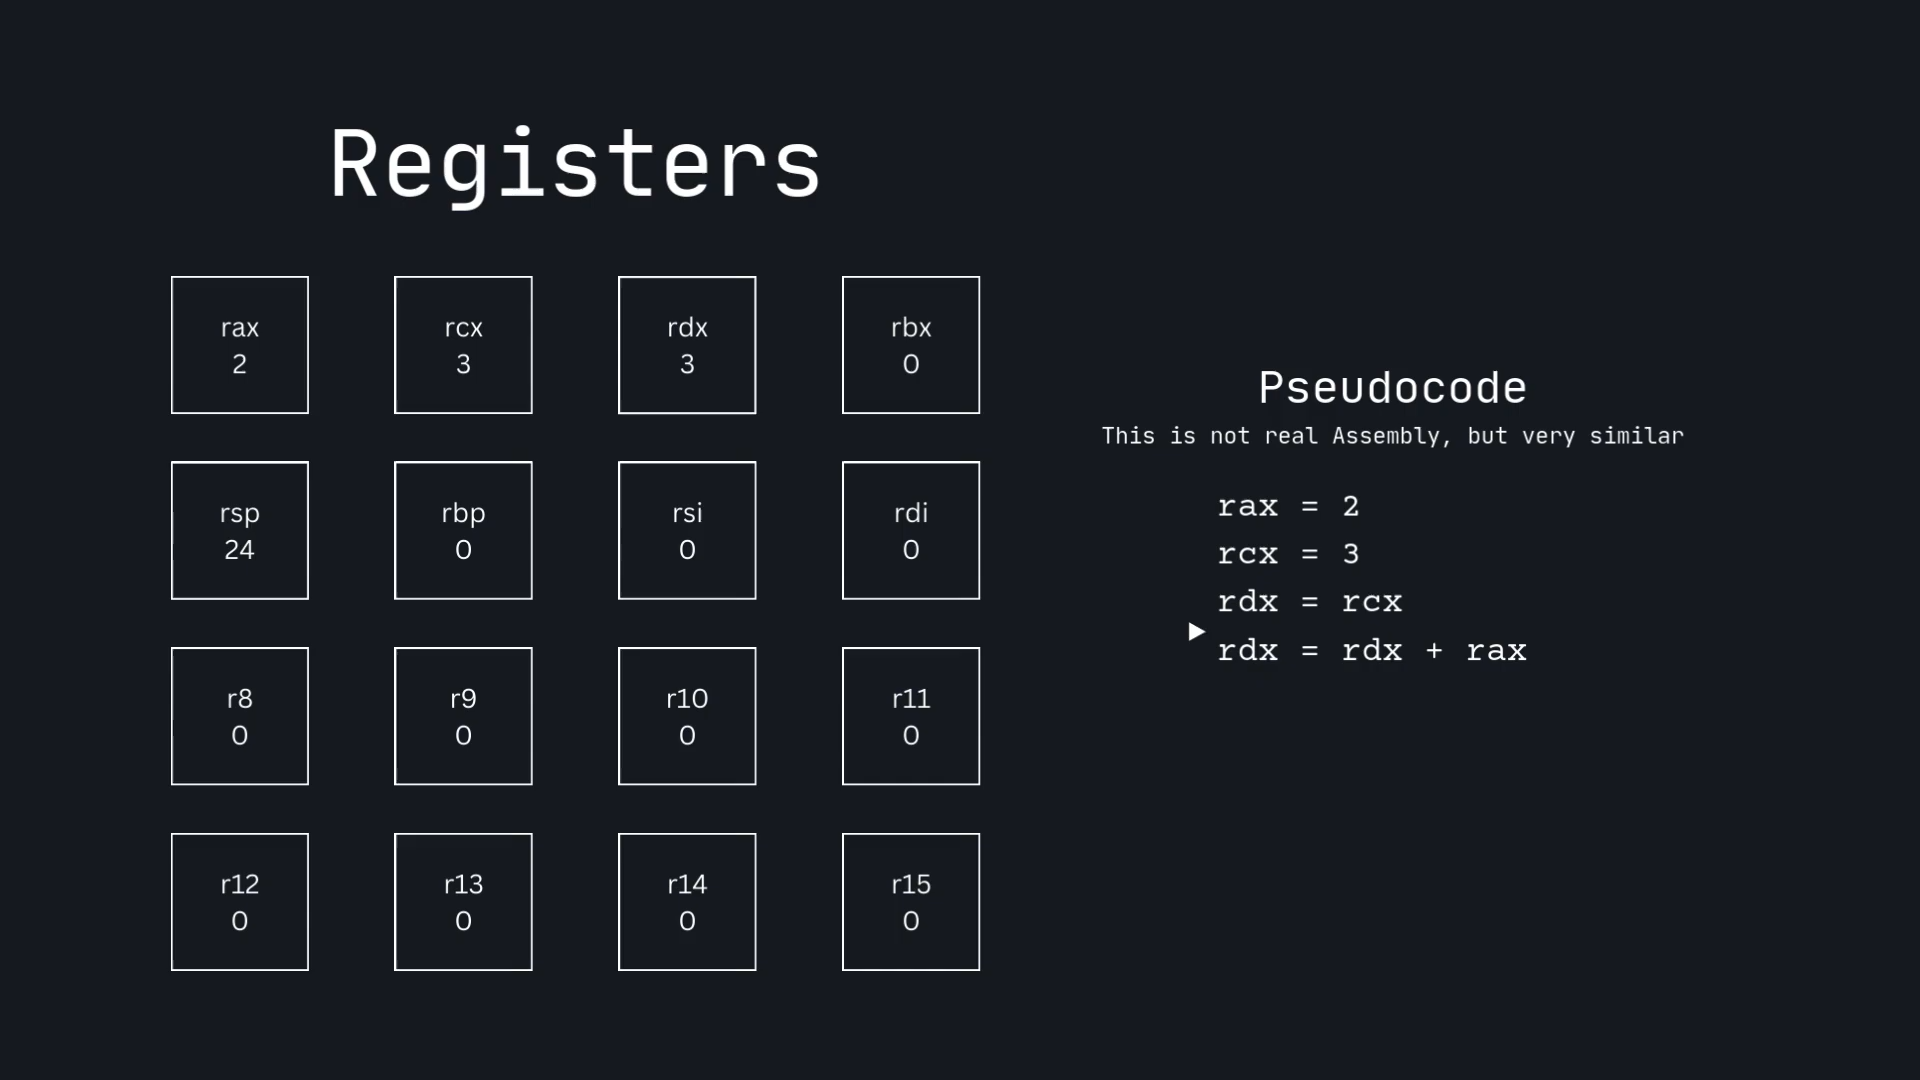 Registers
rax
2
rcx
3
rdx
3
rbx
0
rsp
24
rbp
0
rsi
0
rdi
0
r8
0
r9
0
r10
0
r11
0
r12
0
r13
0
r14
0
r15
0
Pseudocode
This is not real Assembly, but very similar
rax = 2
rcx = 3
rdx = rcx
rdx = rdx + rax